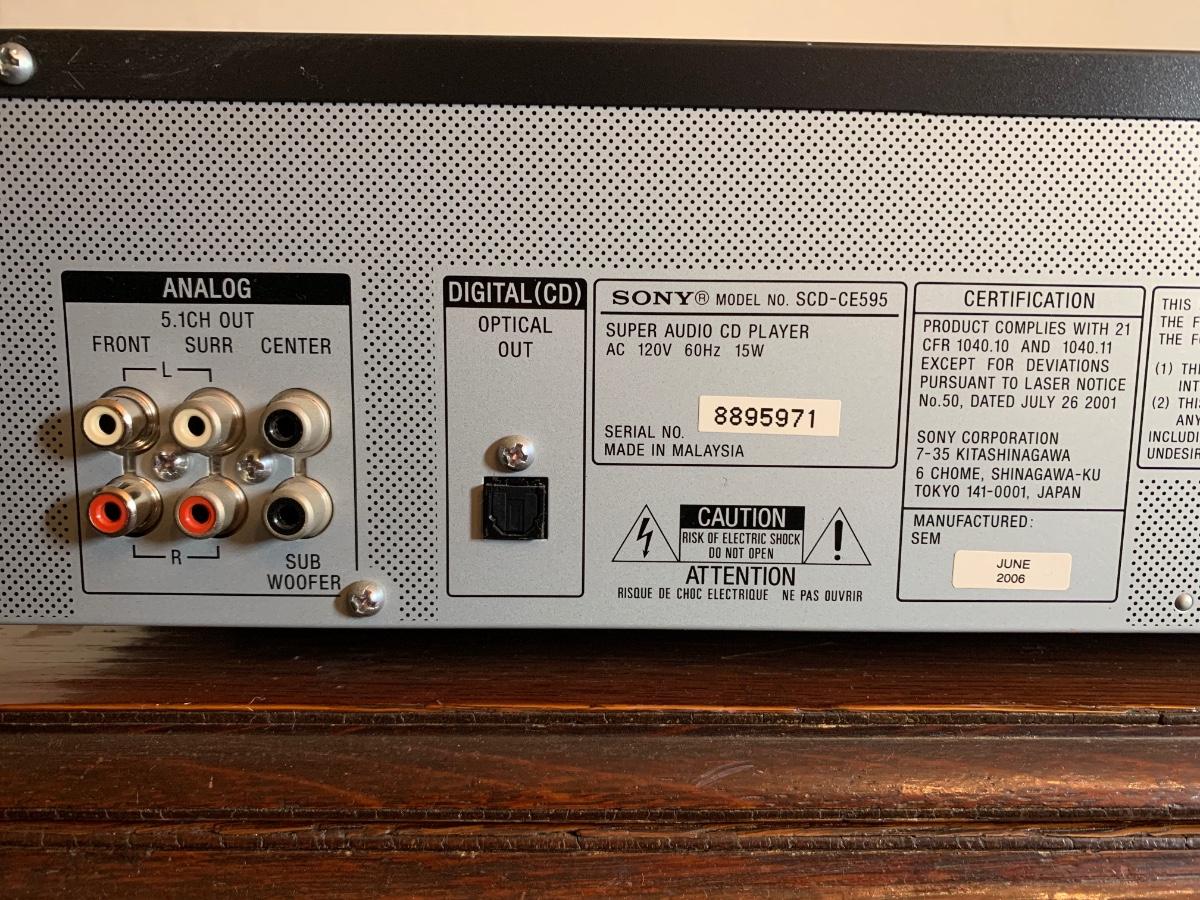 ANALOG
5.1CH OUT
FRONT SURR CENTER
L
R
SUB
WOOFER
DIGITAL(CD)
OPTICAL
OUT
SONY® MODEL NO. SCD-CE595
SUPER AUDIO CD PLAYER
AC 120V 60Hz 15W
8895971
SERIAL NO.
MADE IN MALAYSIA
CAUTION
RISK OF ELECTRIC SHOCK
DO NOT OPEN
ATTENTION
RISQUE DE CHOC ELECTRIQUE NE PAS OUVRIR
CERTIFICATION
PRODUCT COMPLIES WITH 21
CFR 1040.10 AND 1040.11
EXCEPT FOR DEVIATIONS
PURSUANT TO LASER NOTICE
No.50, DATED JULY 26 2001
SONY CORPORATION
7-35 KITASHINAGAWA
6 CHOME, SHINAGAWA-KU
TOKYO 141-0001, JAPAN
MANUFACTURED:
SEM
JUNE
2006
THIS
THE F
THE F
(1) TH
INT
(2) THI
ANY
INCLUDI
UNDESIR